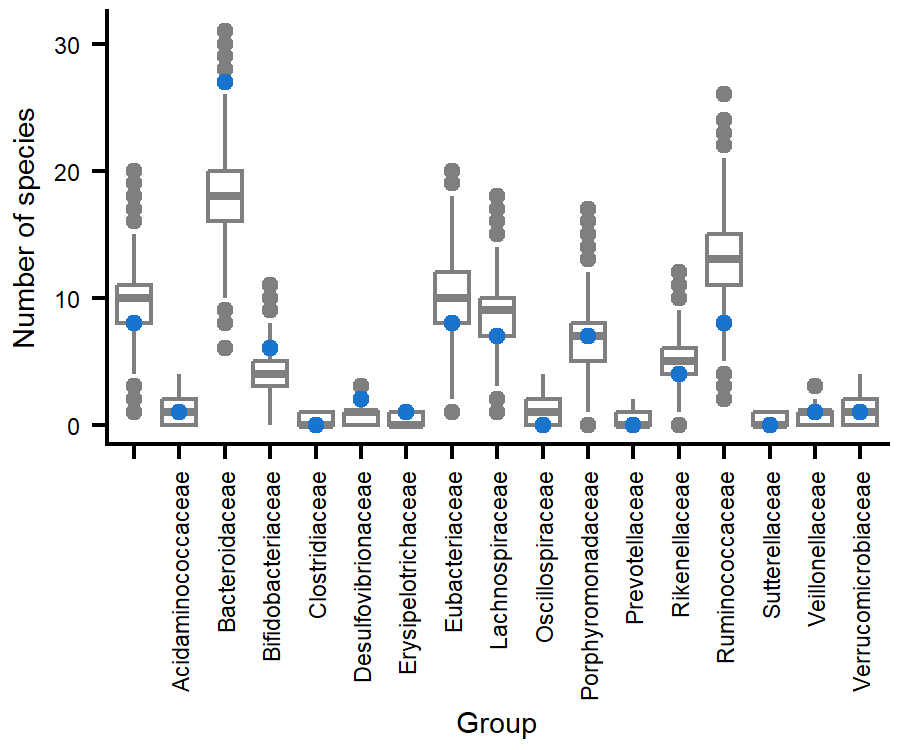 Number of species
30
20
10
0
Acidaminococcaceae
Bacteroidaceae
Bifidobacteriaceae
Clostridiaceae
Desulfovibrionaceae
Erysipelotrichaceae
Eubacteriaceae
Lachnospiraceae
Oscillospiraceae
Porphyromonadaceae
Prevotellaceae
Rikenellaceae
Ruminococcaceae
Sutterellaceae
Veillonellaceae
Verrucomicrobiaceae
Group